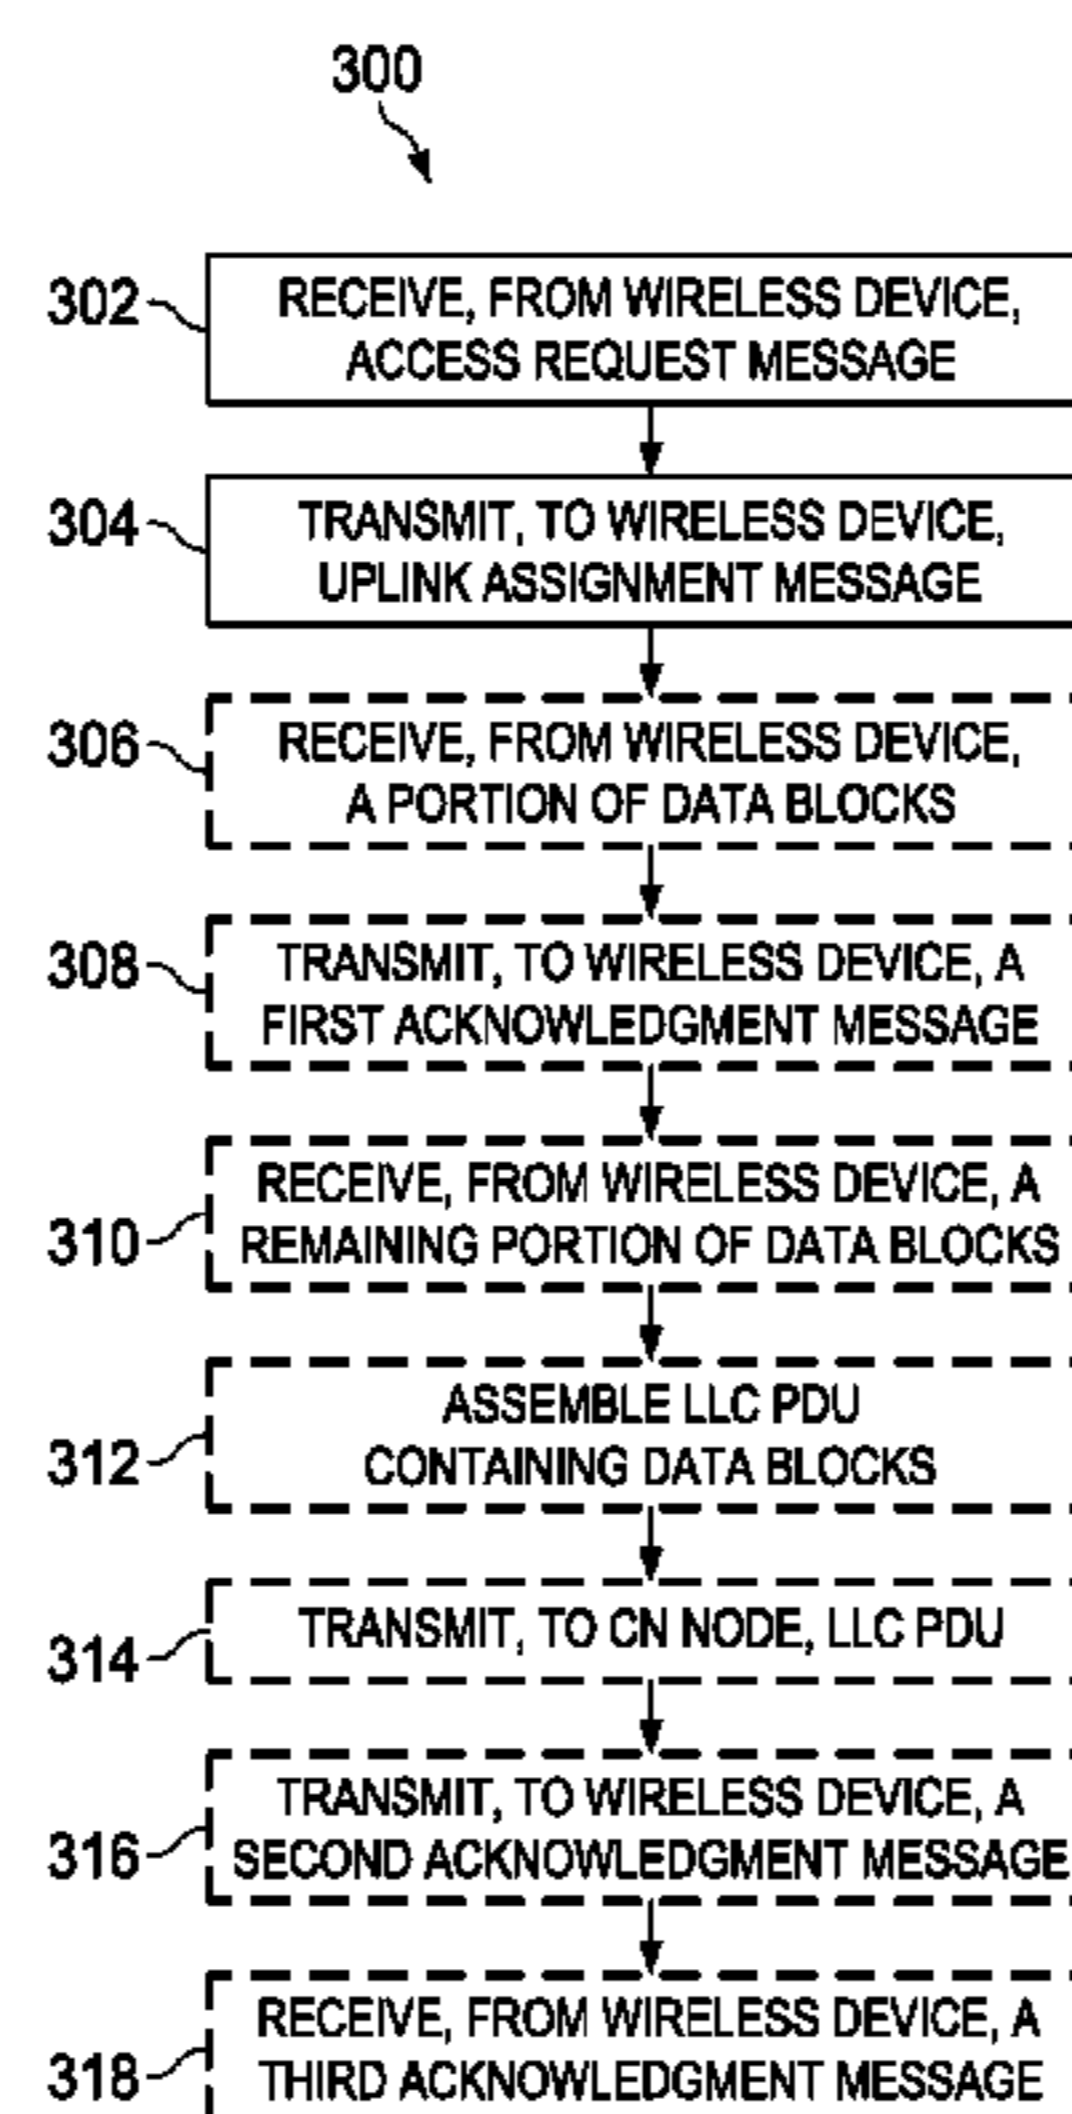 300
302
RECEIVE, FROM WIRELESS DEVICE,
ACCESS REQUEST MESSAGE
304
TRANSMIT, TO WIRELESS DEVICE,
UPLINK ASSIGNMENT MESSAGE
306
RECEIVE, FROM WIRELESS DEVICE,
A PORTION OF DATA BLOCKS
308
TRANSMIT, TO WIRELESS DEVICE, A
FIRST ACKNOWLEDGMENT MESSAGE
310
RECEIVE, FROM WIRELESS DEVICE, A
REMAINING PORTION OF DATA BLOCKS
312
ASSEMBLE LLC PDU
CONTAINING DATA BLOCKS
314
TRANSMIT, TO CN NODE, LLC PDU
316
TRANSMIT, TO WIRELESS DEVICE, A
SECOND ACKNOWLEDGMENT MESSAGE
318
RECEIVE, FROM WIRELESS DEVICE, A
THIRD ACKNOWLEDGMENT MESSAGE